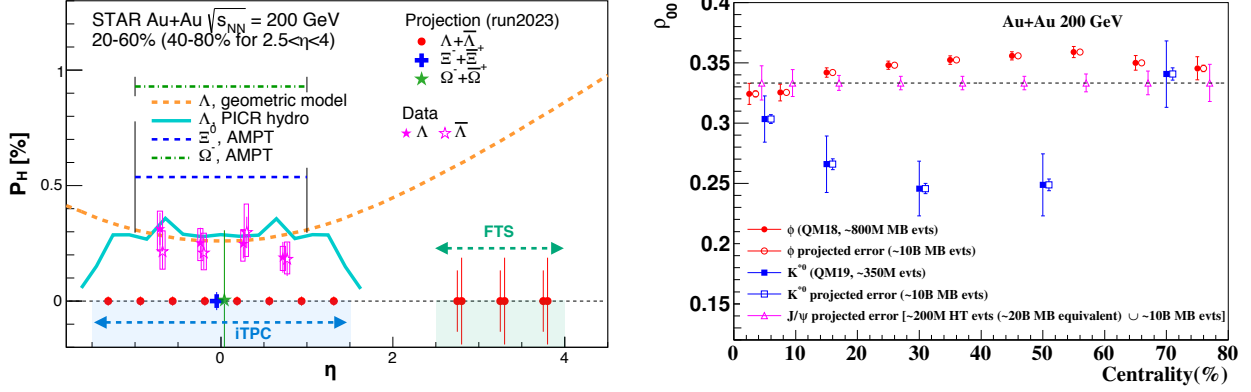 STAR Au+Au √sNN = 200 GeV
20-60% (40-80% for 2.5<η<4)
Projection (run2023)
Λ+Λ̅
Ξ⁻+Ξ̅⁺
Ω⁻+Ω̅⁺
Data
Λ Λ̅
Λ, geometric model
Λ, PICR hydro
Ξ⁰, AMPT
Ω⁻, AMPT
FTS
iTPC
P_H [%]
1
0.5
0
0 2 4
η
ρ00
Au+Au 200 GeV
0.4
0.35
0.3
0.25
0.2
0.15
φ (QM18, ~800M MB evts)
φ projected error (~10B MB evts)
K*0 (QM19, ~350M evts)
K*0 projected error (~10B MB evts)
J/ψ projected error [~200M HT evts (~20B MB equivalent) ∪ ~10B MB evts]
0 10 20 30 40 50 60 70 80
Centrality(%)